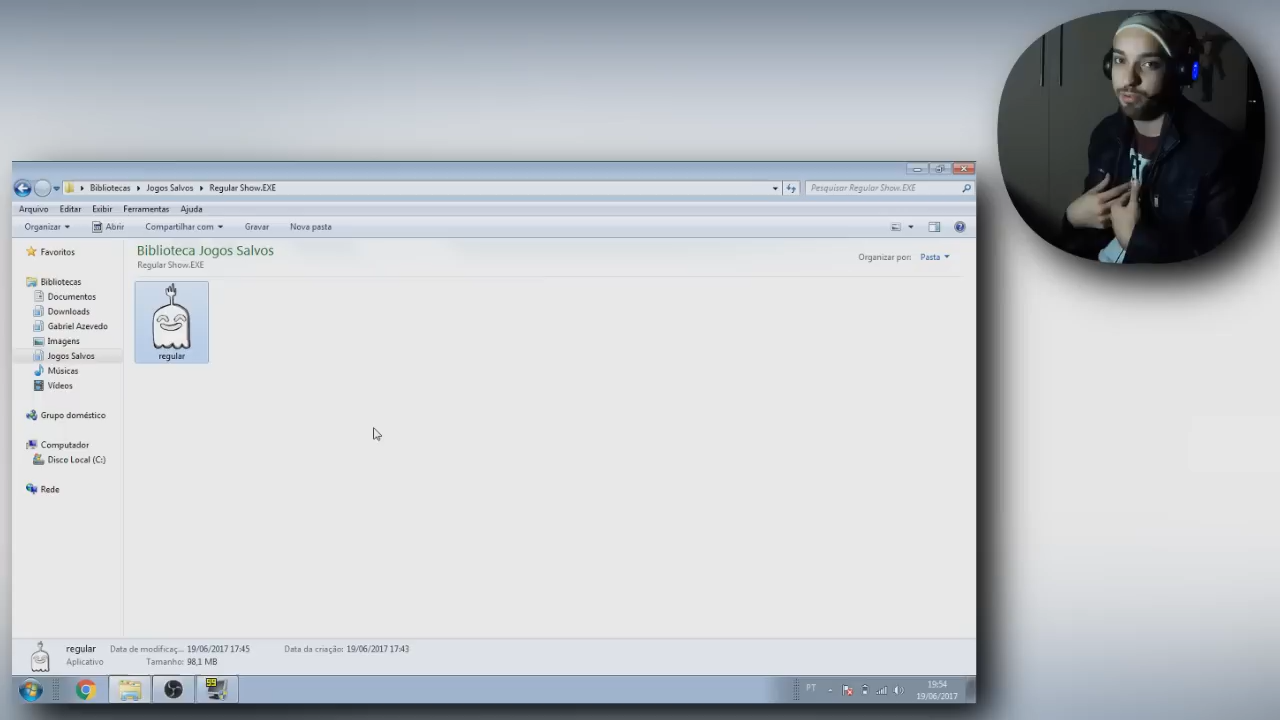 Bibliotecas Jogos Salvos Regular Show.EXE
Pesquisar Regular Show.EXE
Arquivo Editar Exibir Ferramentas Ajuda
Organizar Abrir Compartilhar com Gravar Nova pasta
Favoritos
Bibliotecas
Documentos
Downloads
Gabriel Azevedo
Imagens
Jogos Salvos
Músicas
Vídeos
Grupo doméstico
Computador
Disco Local (C:)
Rede
Biblioteca Jogos Salvos
Regular Show.EXE
Organizar por: Pasta
regular
regular Data de modificaç... 19/06/2017 17:45 Data da criação: 19/06/2017 17:43
Aplicativo Tamanho: 98,1 MB
PT
19:54
19/06/2017